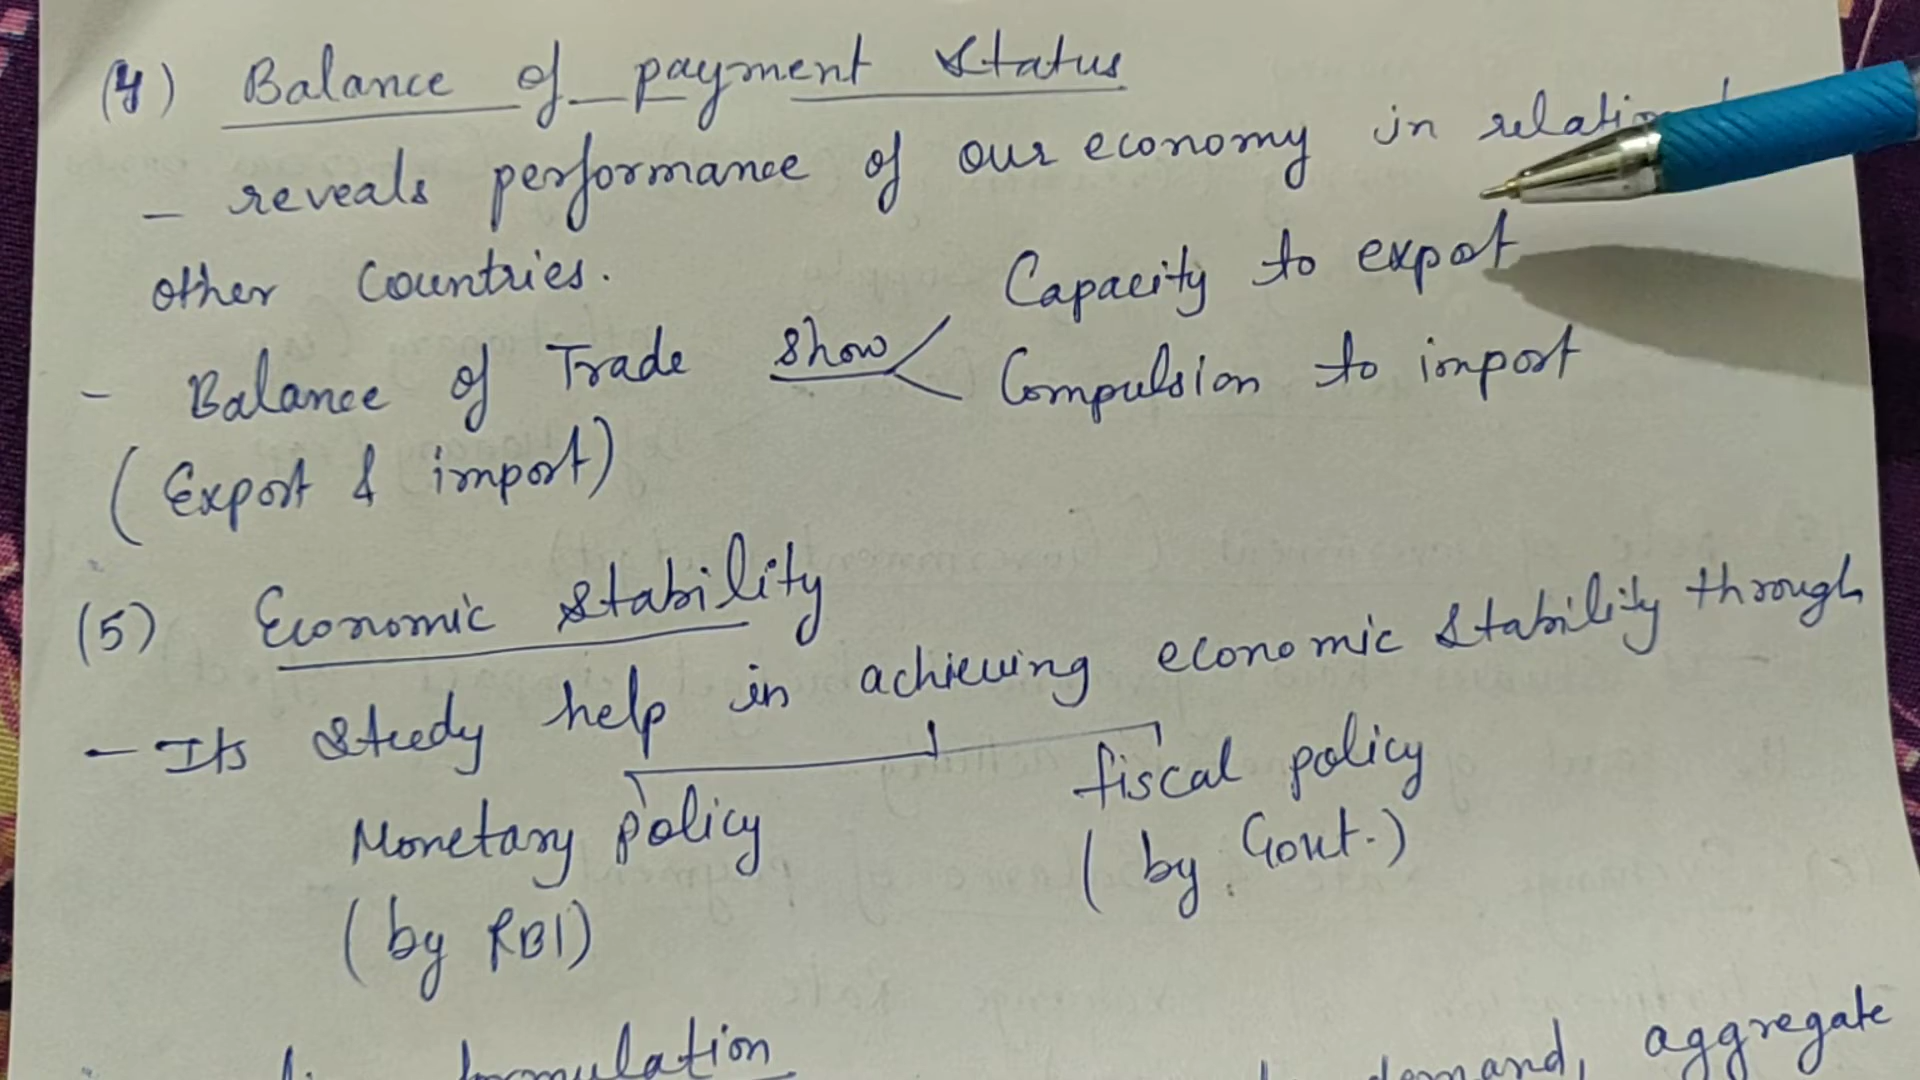 (4) Balance of payment Status
- reveals performance of our economy in
other Countries.
Capacity to export
- Balance of Trade show
Compulsion to import
(Export & import)
(5) Economic stability
- Its study help in achieving economic stability through
Monetary policy
fiscal policy
(by RBI)
(by Govt.)
demand, aggregate